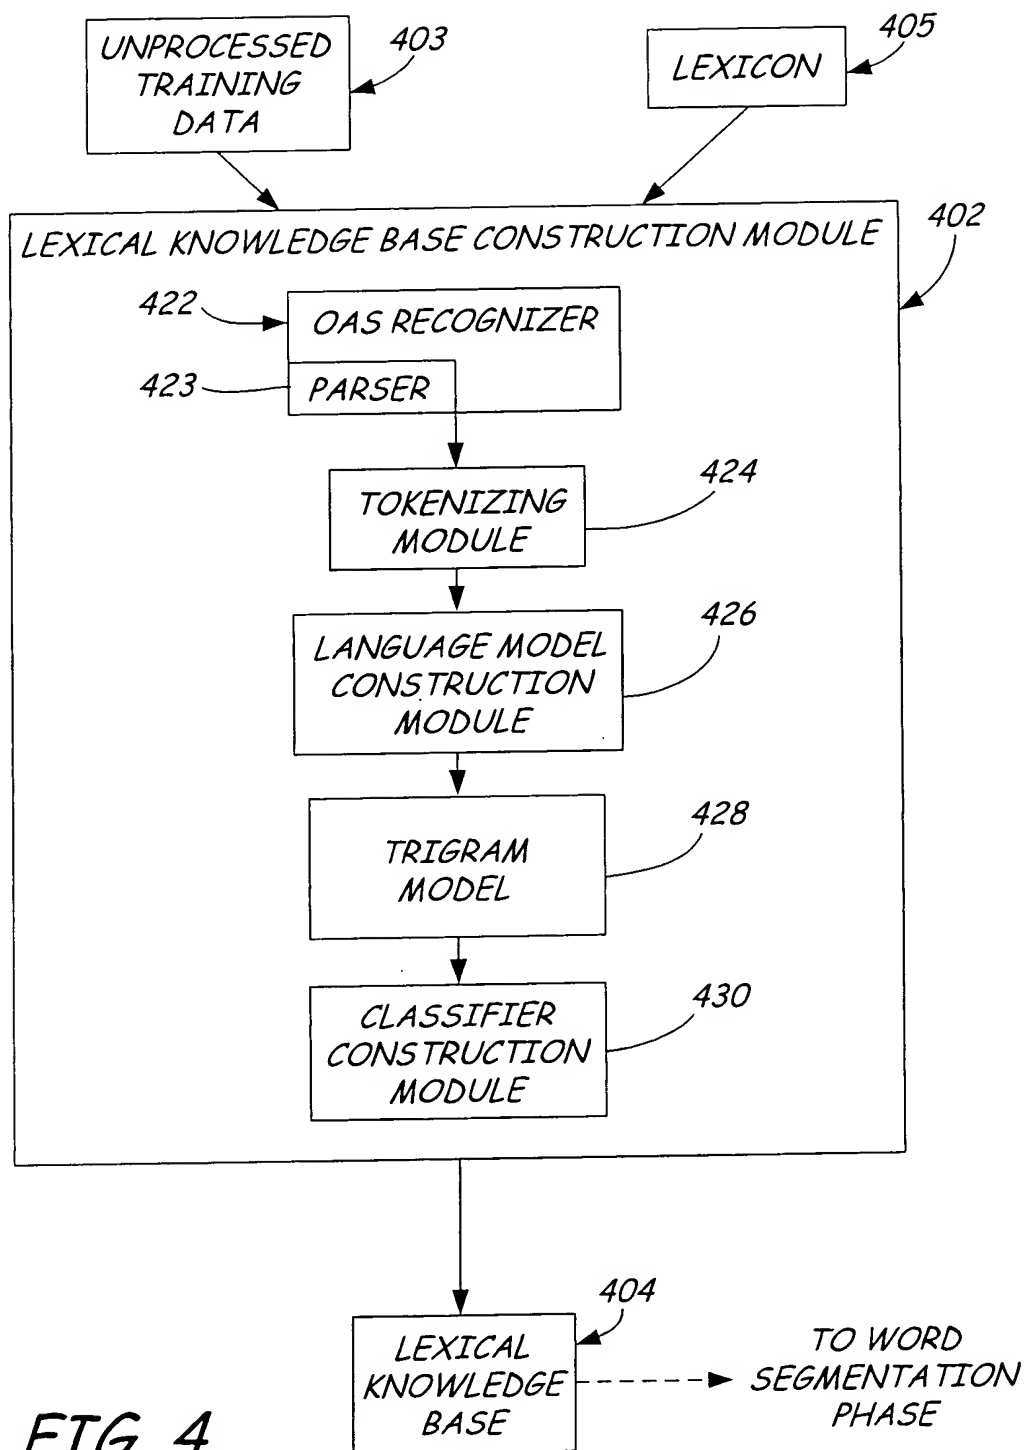 UNPROCESSED
TRAINING
DATA
403
LEXICON
405
LEXICAL KNOWLEDGE BASE CONSTRUCTION MODULE
402
422
OAS RECOGNIZER
423
PARSER
TOKENIZING
MODULE
424
LANGUAGE MODEL
CONSTRUCTION
MODULE
426
TRIGRAM
MODEL
428
CLASSIFIER
CONSTRUCTION
MODULE
430
LEXICAL
KNOWLEDGE
BASE
404
TO WORD
SEGMENTATION
PHASE
FIG 4